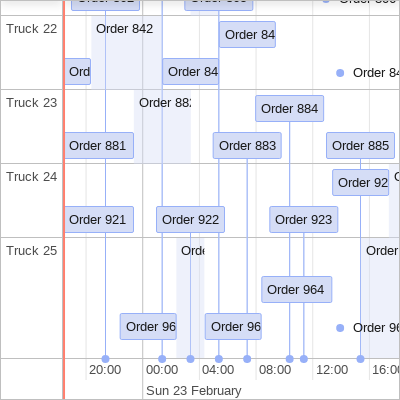 Truck 22
Order 842
Order 84
Ord
Order 84
Order 84
Truck 23
Order 88
Order 884
Order 881
Order 883
Order 885
Truck 24
Order 92
Order 921
Order 922
Order 923
Truck 25
Orde
Order
Order 964
Order 96
Order 96
Order 96
20:00
00:00
04:00
08:00
12:00
16:00
Sun 23 February